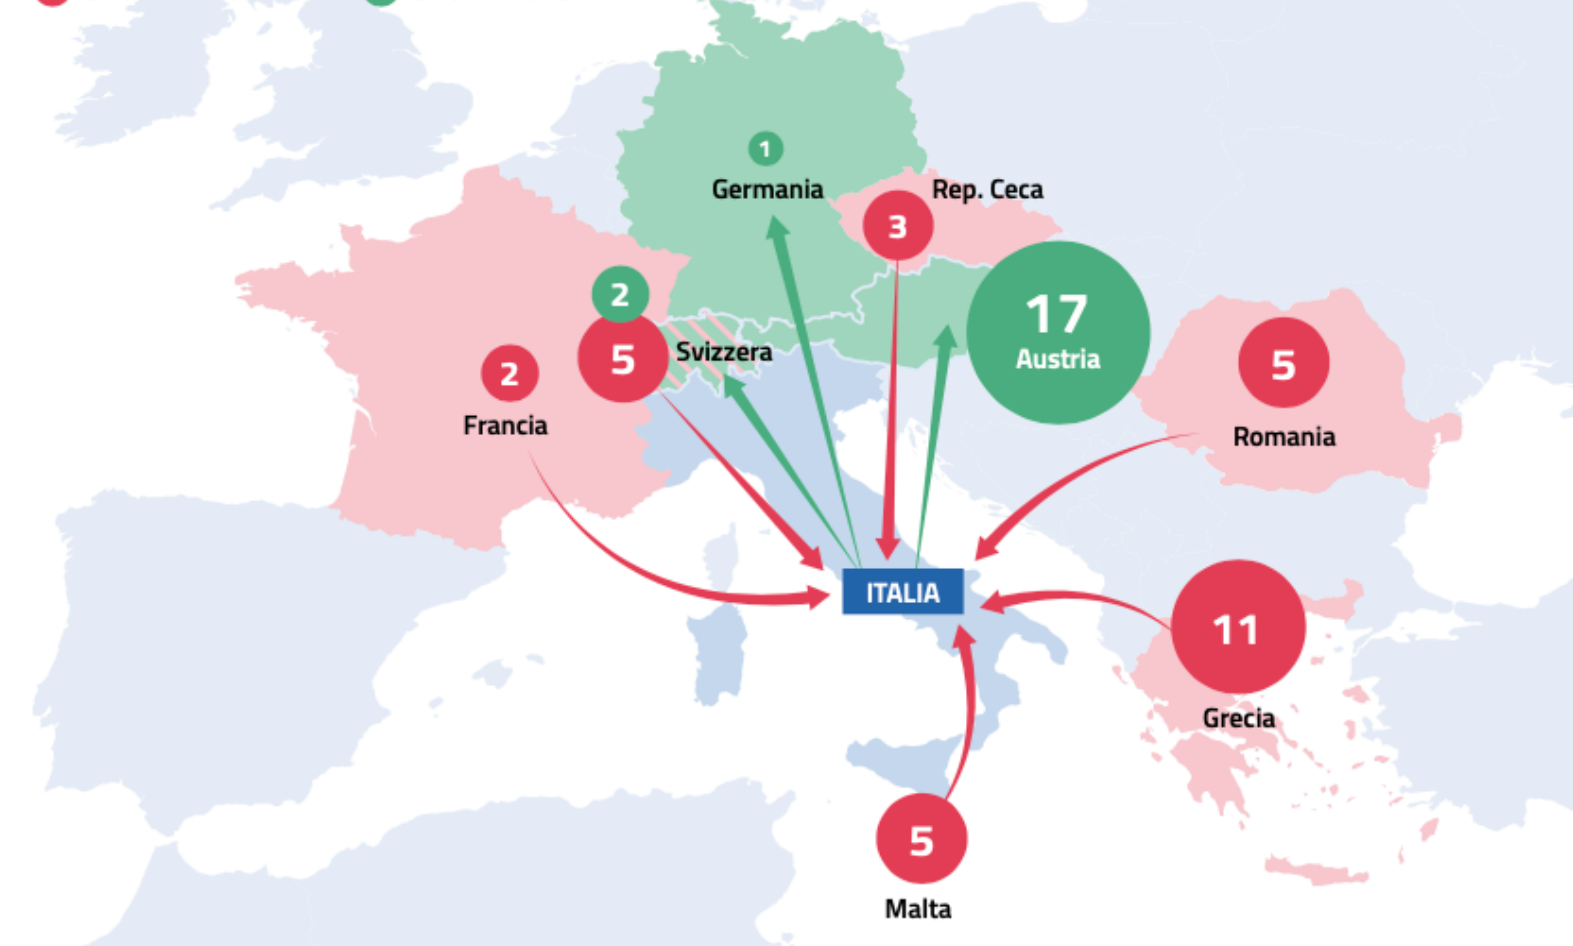 1
Germania
Rep. Ceca
3
2
17
Austria
5
Svizzera
2
Francia
5
Romania
ITALIA
11
Grecia
5
Malta